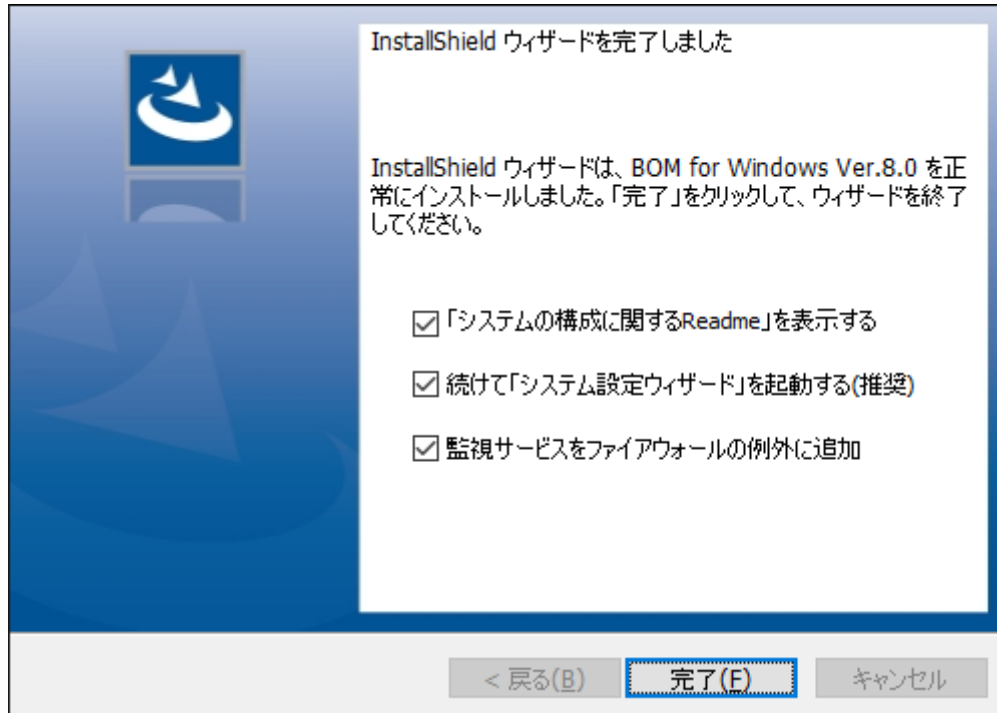 InstallShield ウィザードを完了しました
InstallShield ウィザードは、BOM for Windows Ver.8.0 を正
常にインストールしました。「完了」をクリックして、ウィザードを終了
してください。
「システムの構成に関するReadme」を表示する
続けて「システム設定ウィザード」を起動する(推奨)
監視サービスをファイアウォールの例外に追加
< 戻る(B)
完了(F)
キャンセル